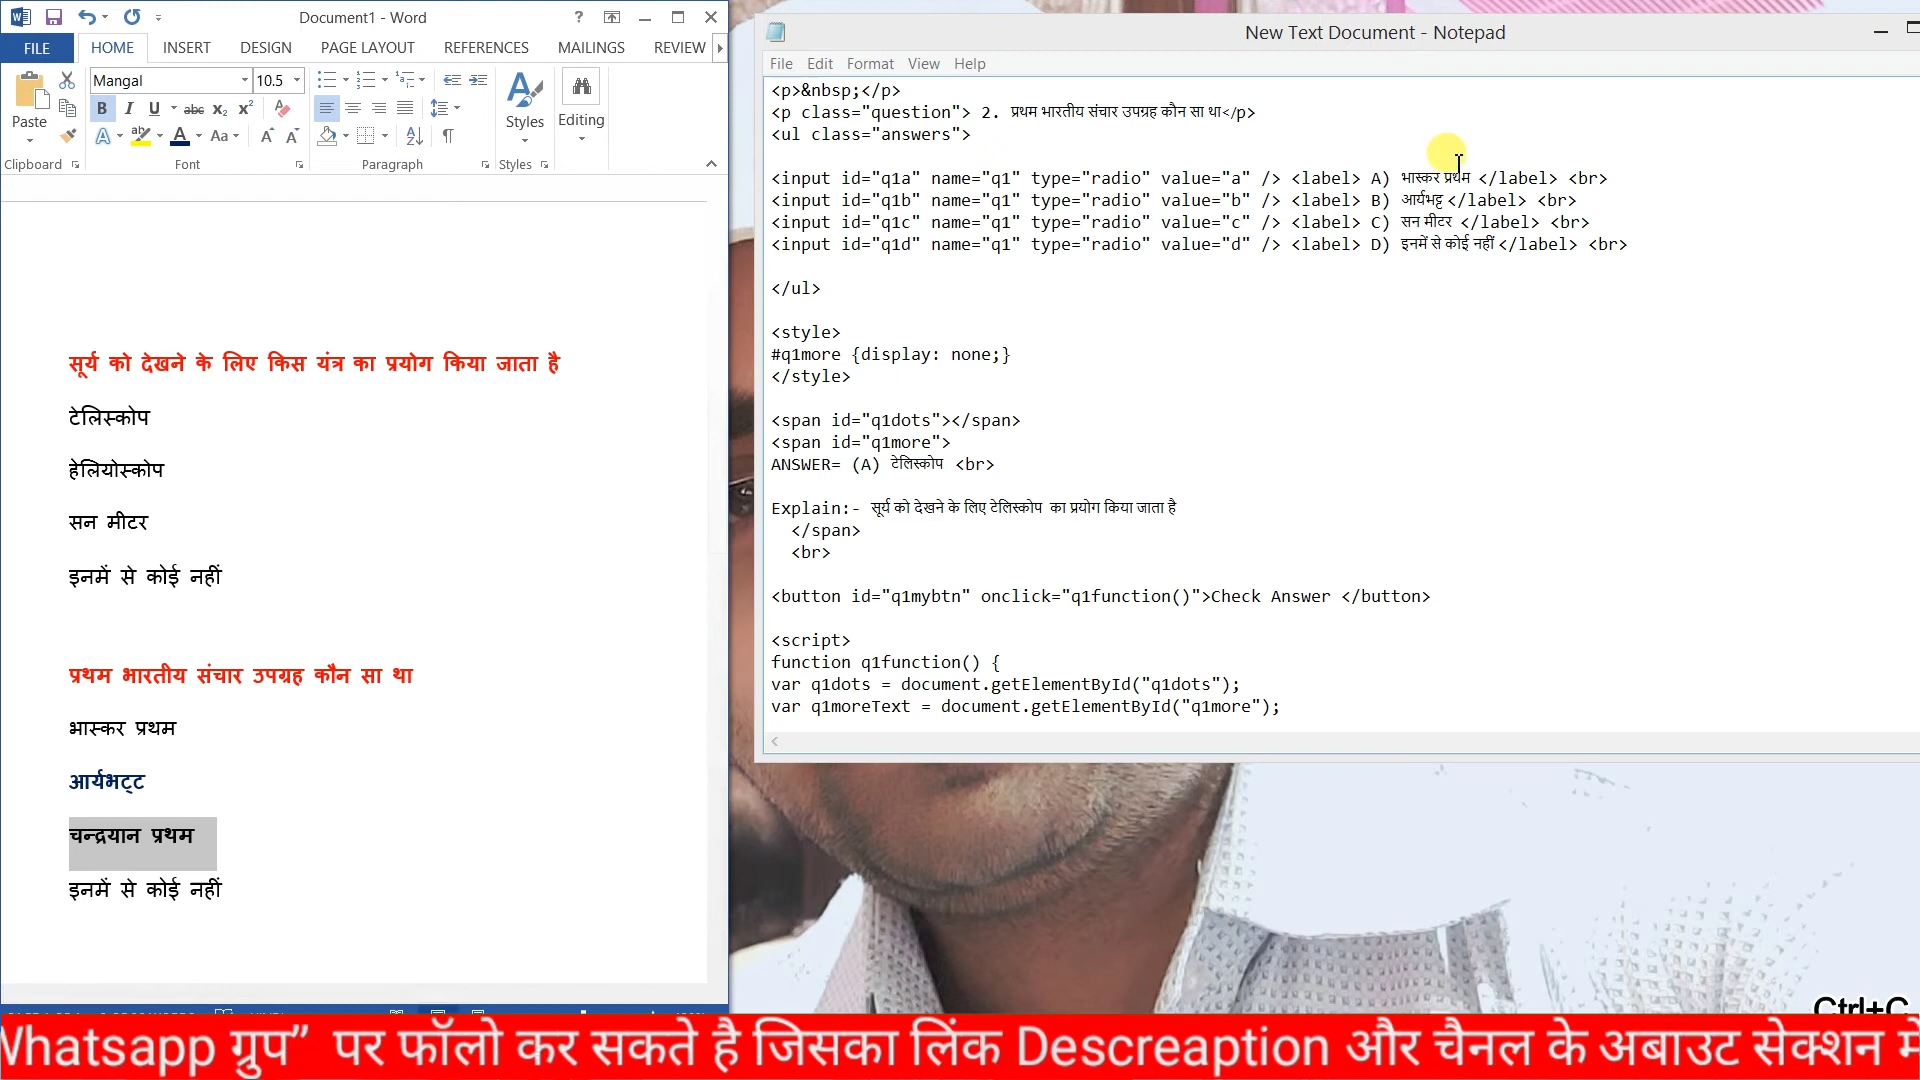 Document1 - Word
FILE HOME INSERT DESIGN PAGE LAYOUT REFERENCES MAILINGS REVIEW
Mangal 10.5
Paste
B I U abc x₂ x²
A ab A Aa A A
Styles
Editing
Clipboard Font Paragraph Styles
सूर्य को देखने के लिए किस यंत्र का प्रयोग किया जाता है
टेलिस्कोप
हेलियोस्कोप
सन मीटर
इनमें से कोई नहीं
प्रथम भारतीय संचार उपग्रह कौन सा था
भास्कर प्रथम
आर्यभट्ट
चन्द्रयान प्रथम
इनमें से कोई नहीं
New Text Document - Notepad
File Edit Format View Help
<p>&nbsp;</p>
<p class="question"> 2. प्रथम भारतीय संचार उपग्रह कौन सा था</p>
<ul class="answers">
<input id="q1a" name="q1" type="radio" value="a" /> <label> A) भास्कर प्रथम </label> <br>
<input id="q1b" name="q1" type="radio" value="b" /> <label> B) आर्यभट्ट </label> <br>
<input id="q1c" name="q1" type="radio" value="c" /> <label> C) सन मीटर </label> <br>
<input id="q1d" name="q1" type="radio" value="d" /> <label> D) इनमें से कोई नहीं </label> <br>
</ul>
<style>
#q1more {display: none;}
</style>
<span id="q1dots"></span>
<span id="q1more">
ANSWER= (A) टेलिस्कोप <br>
Explain:- सूर्य को देखने के लिए टेलिस्कोप का प्रयोग किया जाता है
</span>
<br>
<button id="q1mybtn" onclick="q1function()">Check Answer </button>
<script>
function q1function() {
var q1dots = document.getElementById("q1dots");
var q1moreText = document.getElementById("q1more");
Ctrl+C
Whatsapp ग्रुप” पर फॉलो कर सकते है जिसका लिंक Descreaption और चैनल के अबाउट सेक्शन में